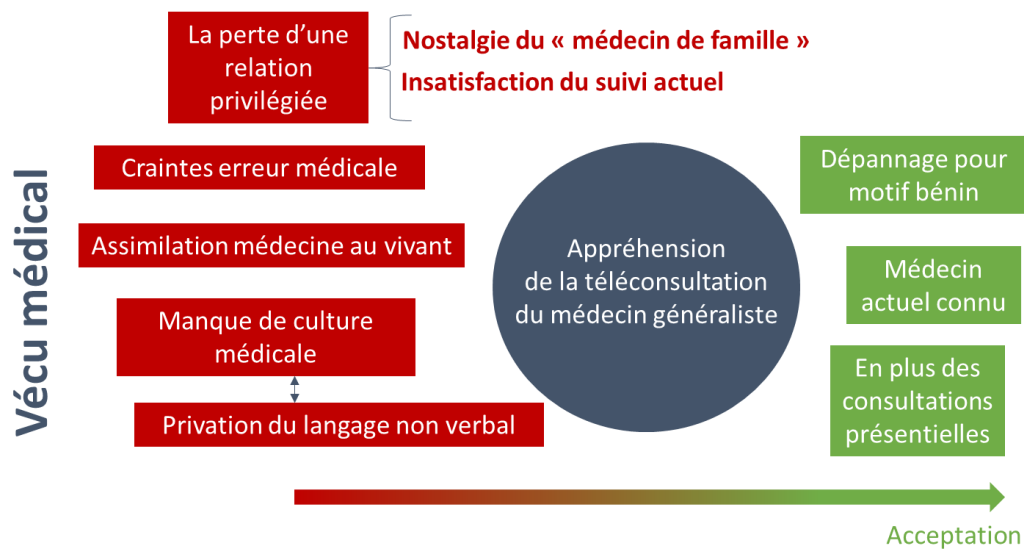 Vécu médical
La perte d’une
relation
privilégiée
Nostalgie du « médecin de famille »
Insatisfaction du suivi actuel
Craintes erreur médicale
Assimilation médecine au vivant
Manque de culture
médicale
Privation du langage non verbal
Appréhension
de la téléconsultation
du médecin généraliste
Dépannage pour
motif bénin
Médecin
actuel connu
En plus des
consultations
présentielles
Acceptation